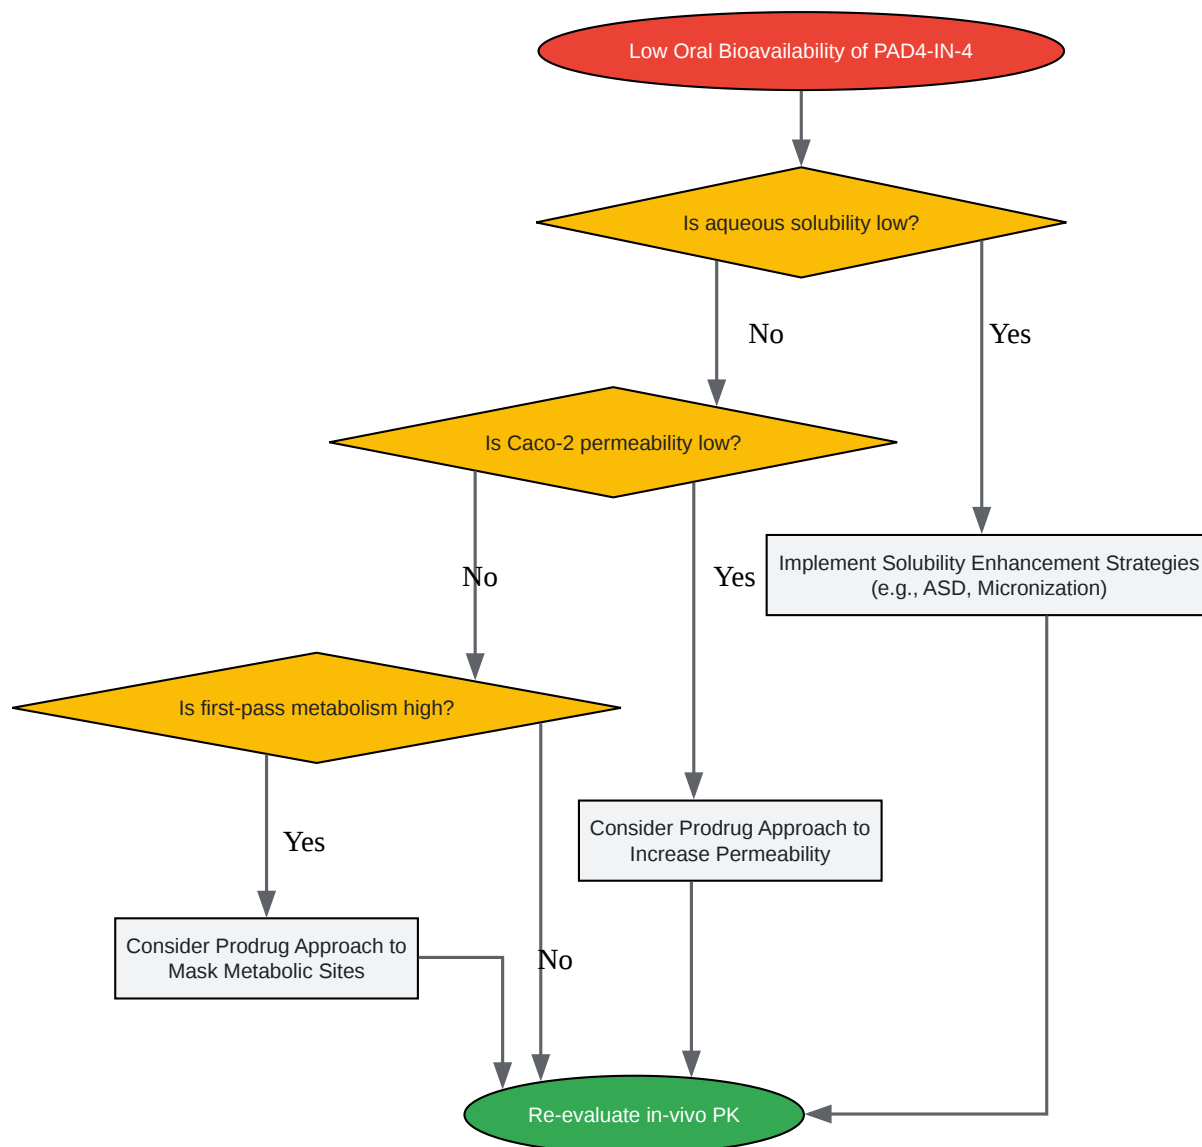 Low Oral Bioavailability of PAD4-IN-4
Is aqueous solubility low?
No
Yes
Is Caco-2 permeability low?
Implement Solubility Enhancement Strategies
(e.g., ASD, Micronization)
No
Yes
Is first-pass metabolism high?
Consider Prodrug Approach to
Increase Permeability
Yes
Consider Prodrug Approach to
Mask Metabolic Sites
No
Re-evaluate in-vivo PK